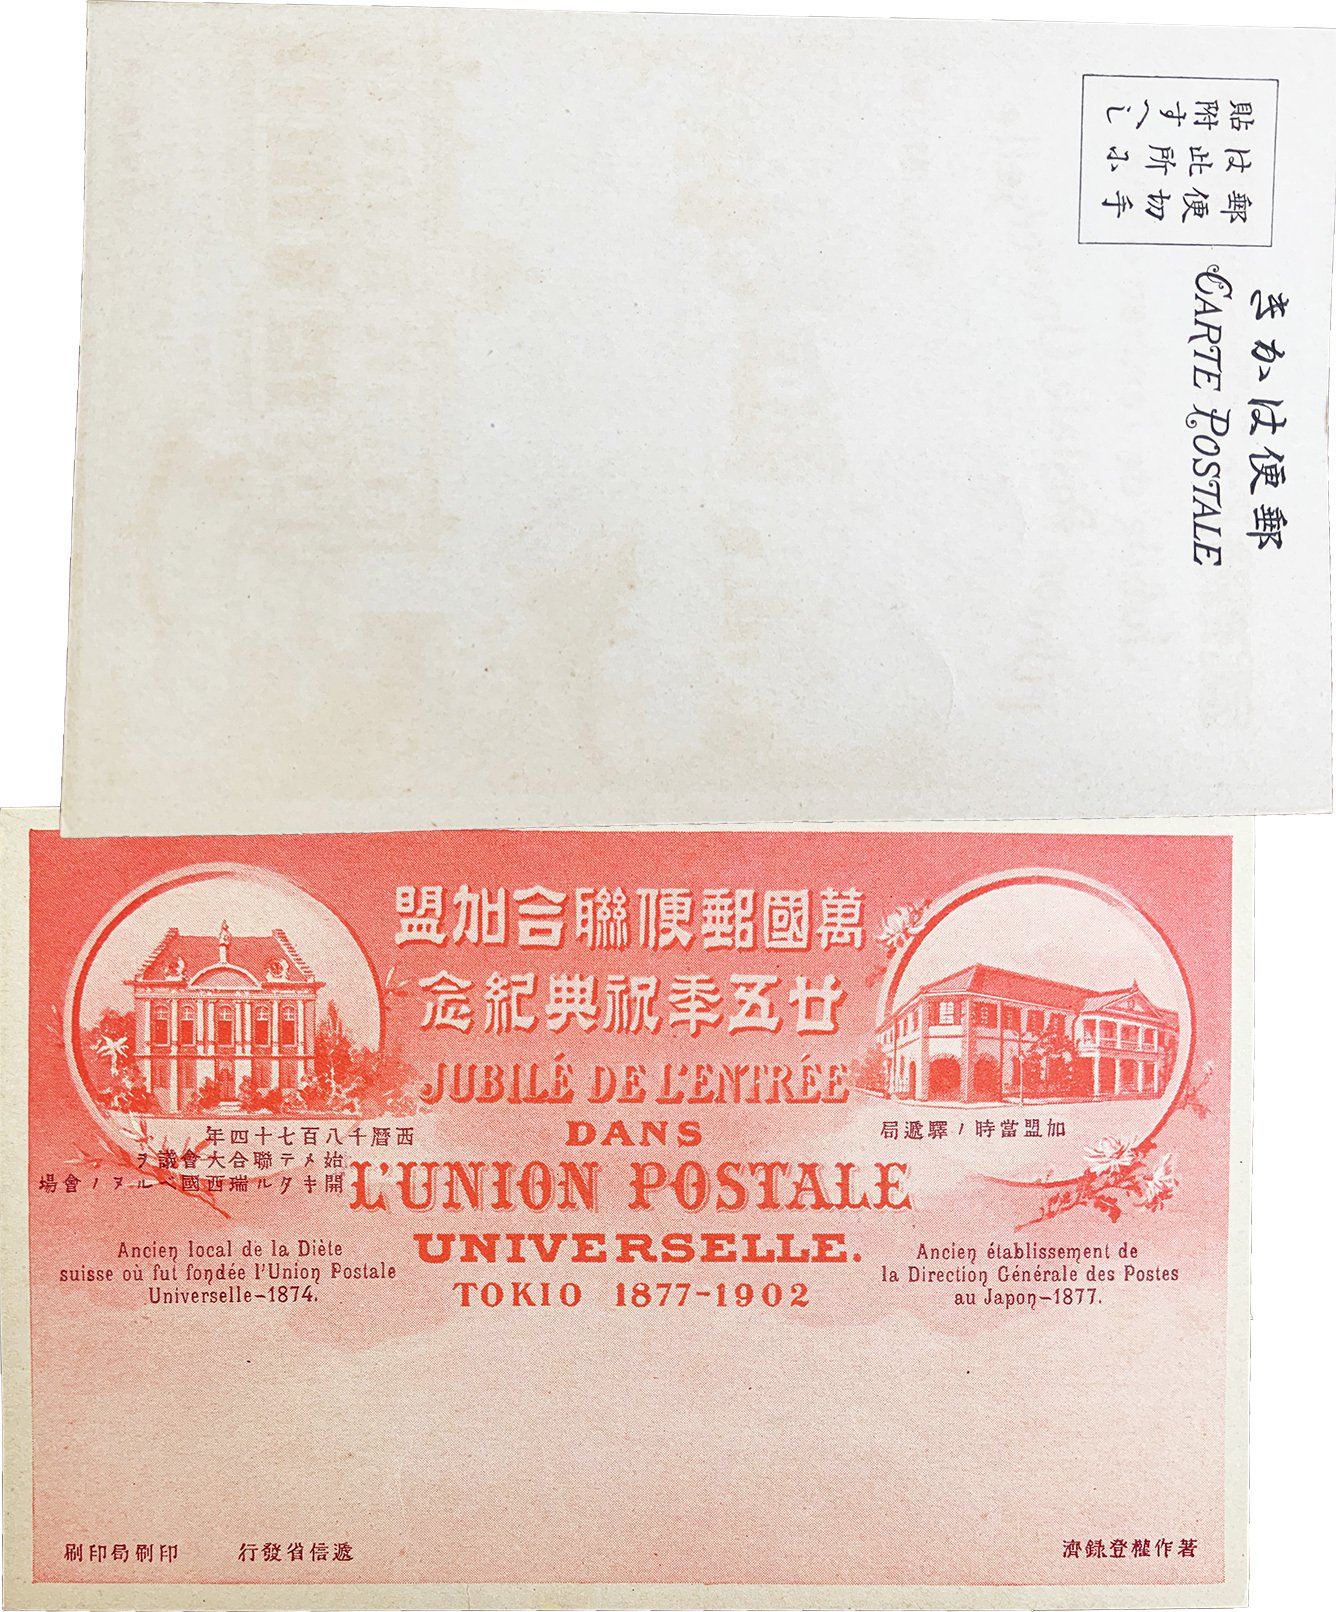 郵便はかき
CARTE POSTALE
郵便切手
は此所に
貼附すへし
萬國郵便聯合加盟
廿五年祝典紀念
JUBILÉ DE L'ENTRÉE
DANS
L'UNION POSTALE
UNIVERSELLE.
TOKIO 1877-1902
西曆千八百七十四年
始メテ聯合大會議ヲ
開キタル瑞西國ベルヌノ會場
Ancien local de la Diète
suisse où fut fondée l'Union Postale
Universelle-1874.
加盟當時ノ驛遞局
Ancien établissement de
la Direction Générale des Postes
au Japon-1877.
著作權登錄濟
遞信省發行
印刷局印刷